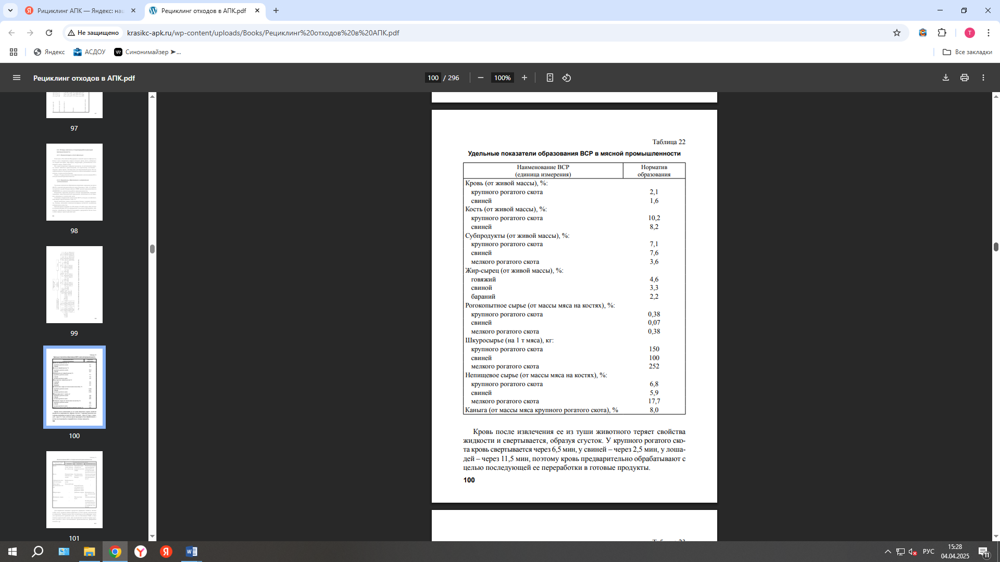 Рициклинг АПК — Яндекс: на
Рециклинг отходов в АПК.pdf
Не защищено
krasikc-apk.ru/wp-content/uploads/Books/Рециклинг%20отходов%20в%20АПК.pdf
T
Яндекс
АСДОУ
Синонимайзер ➤...
Все закладки
Рециклинг отходов в АПК.pdf
100 / 296
100%
97
98
99
100
101
Таблица 22
Удельные показатели образования ВСР в мясной промышленности
Наименование ВСР
(единица измерения)
Норматив
образования
Кровь (от живой массы), %:
крупного рогатого скота 2,1
свиней 1,6
Кость (от живой массы), %:
крупного рогатого скота 10,2
свиней 8,2
Субпродукты (от живой массы), %:
крупного рогатого скота 7,1
свиней 7,6
мелкого рогатого скота 3,6
Жир-сырец (от живой массы), %:
говяжий 4,6
свиной 3,3
бараний 2,2
Рогокопытное сырье (от массы мяса на костях), %:
крупного рогатого скота 0,38
свиней 0,07
мелкого рогатого скота 0,38
Шкуросырье (на 1 т мяса), кг:
крупного рогатого скота 150
свиней 100
мелкого рогатого скота 252
Непищевое сырье (от массы мяса на костях), %:
крупного рогатого скота 6,8
свиней 5,9
мелкого рогатого скота 17,7
Каныга (от массы мяса крупного рогатого скота), % 8,0
Кровь после извлечения ее из туши животного теряет свойства
жидкости и свертывается, образуя сгусток. У крупного рогатого ско-
та кровь свертывается через 6,5 мин, у свиней – через 2,5 мин, у лоша-
дей – через 11,5 мин, поэтому кровь предварительно обрабатывают с
целью последующей ее переработки в готовые продукты.
100
РУС
15:28
04.04.2025
11